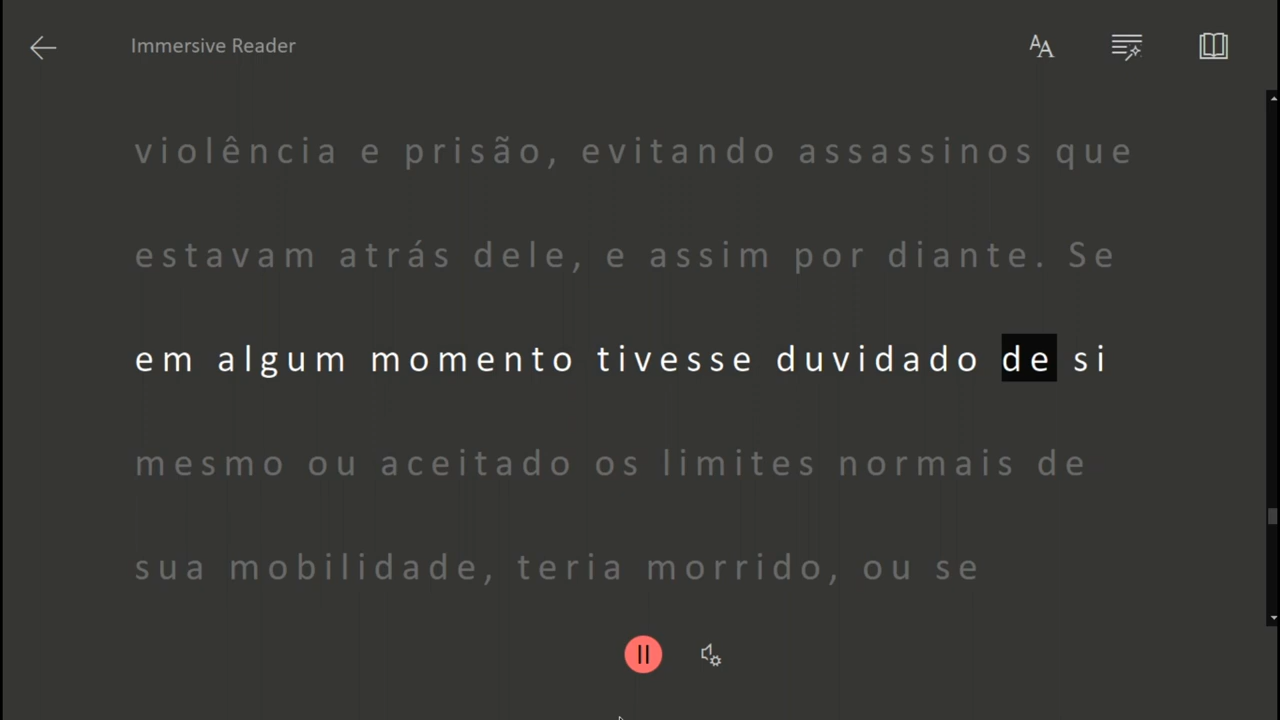 Immersive Reader
violência e prisão, evitando assassinos que
estavam atrás dele, e assim por diante. Se
em algum momento tivesse duvidado de si
mesmo ou aceitado os limites normais de
sua mobilidade, teria morrido, ou se